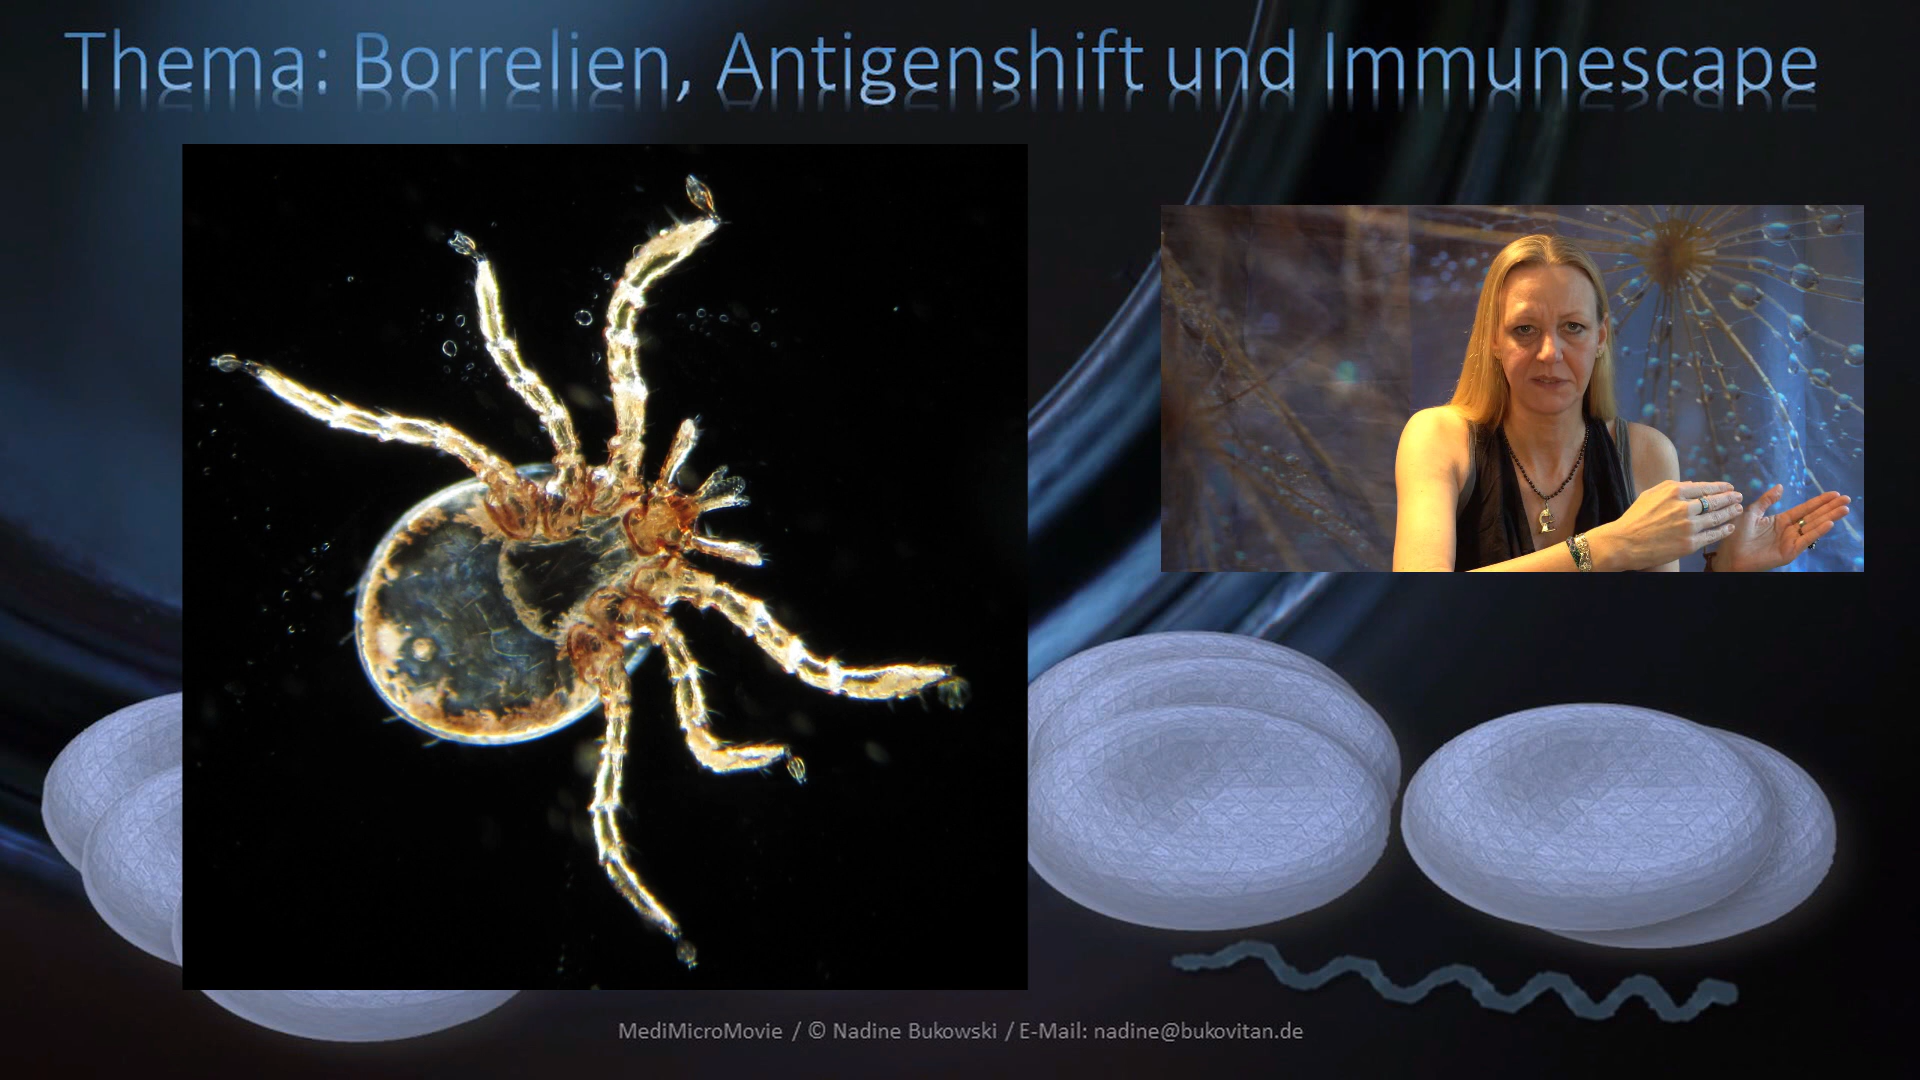 Thema: Borrelien, Antigenshift und Immunescape
MediMicroMovie / © Nadine Bukowski / E-Mail: nadine@bukovitan.de